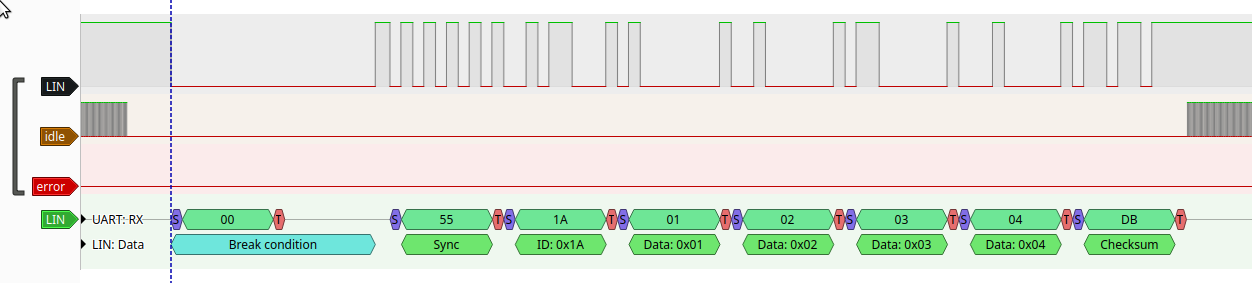 LIN
idle
error
LIN UART: RX S 00 T S 55 T S 1A T S 01 T S 02 T S 03 T S 04 T S DB T
LIN: Data Break condition Sync ID: 0x1A Data: 0x01 Data: 0x02 Data: 0x03 Data: 0x04 Checksum